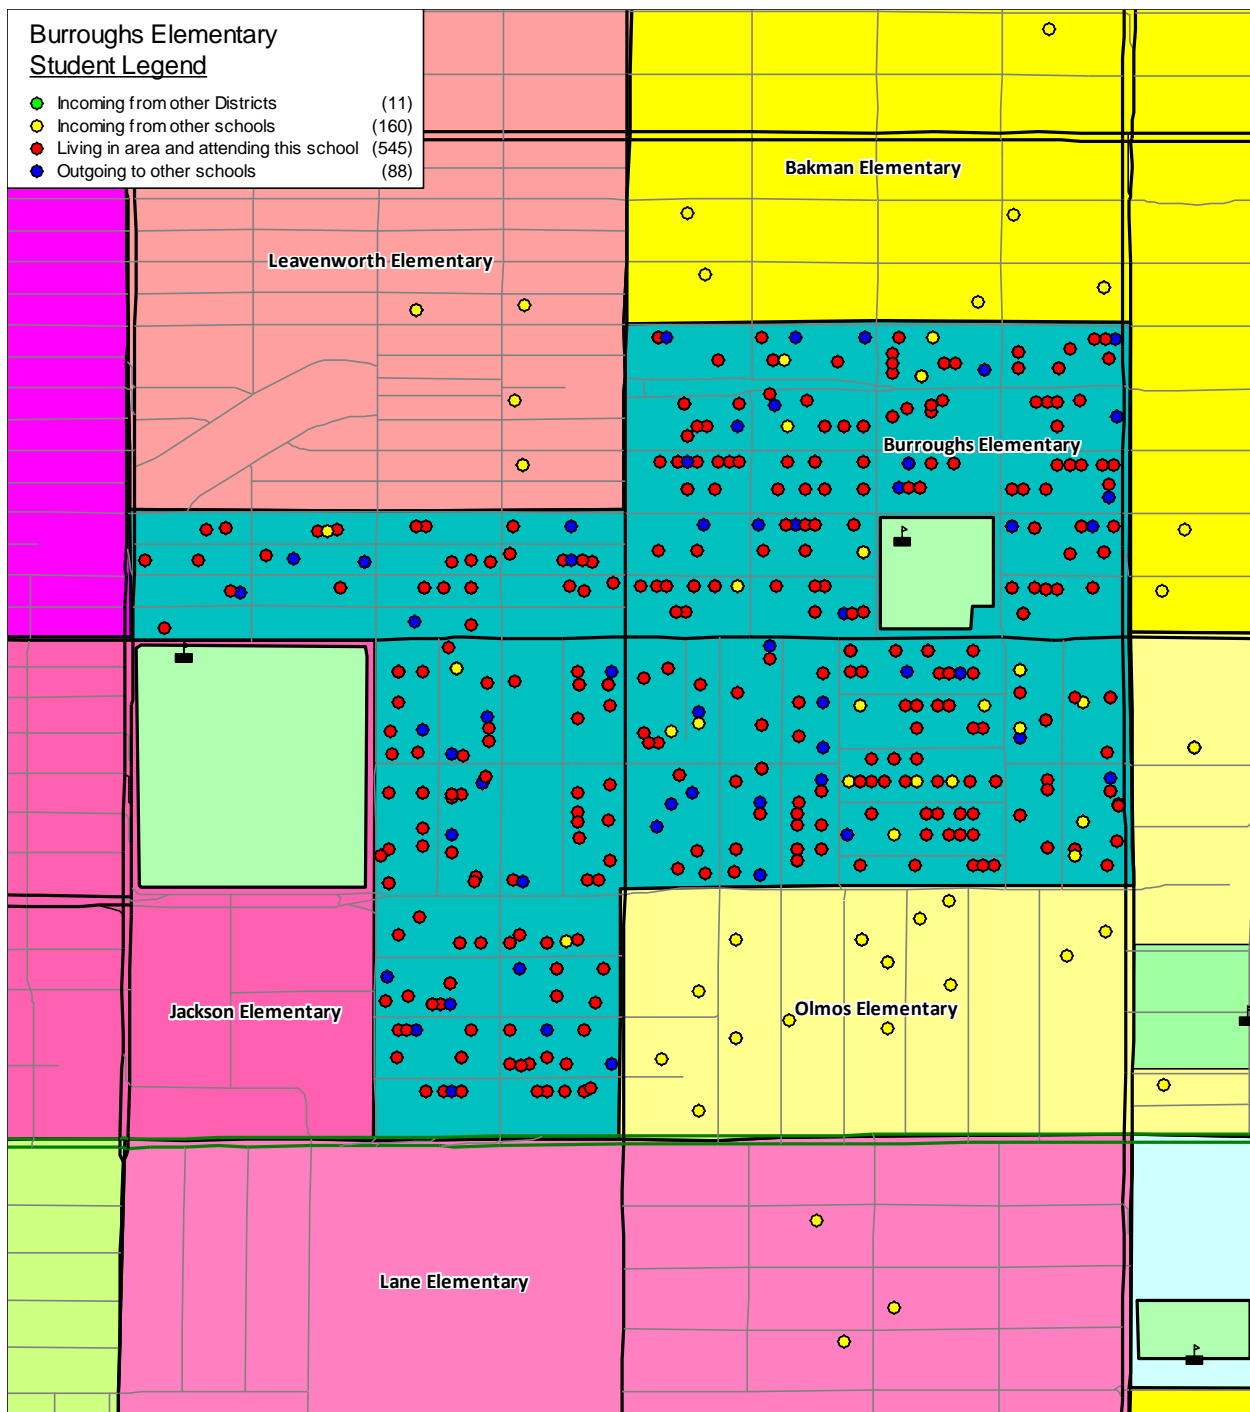 Burroughs Elementary
Student Legend
Incoming from other Districts (11)
Incoming from other schools (160)
Living in area and attending this school (545)
Outgoing to other schools (88)
Bakman Elementary
Leavenworth Elementary
Burroughs Elementary
Jackson Elementary
Olmos Elementary
Lane Elementary